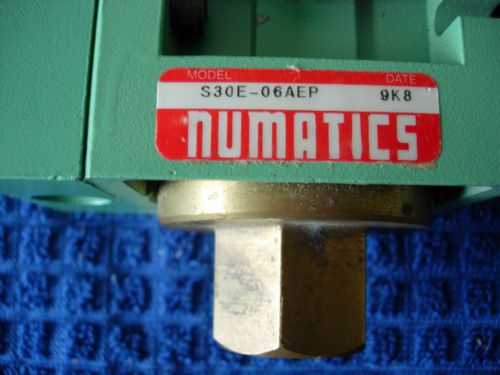 MODEL DATE
S30E-06AEP 9K8
NUMATICS